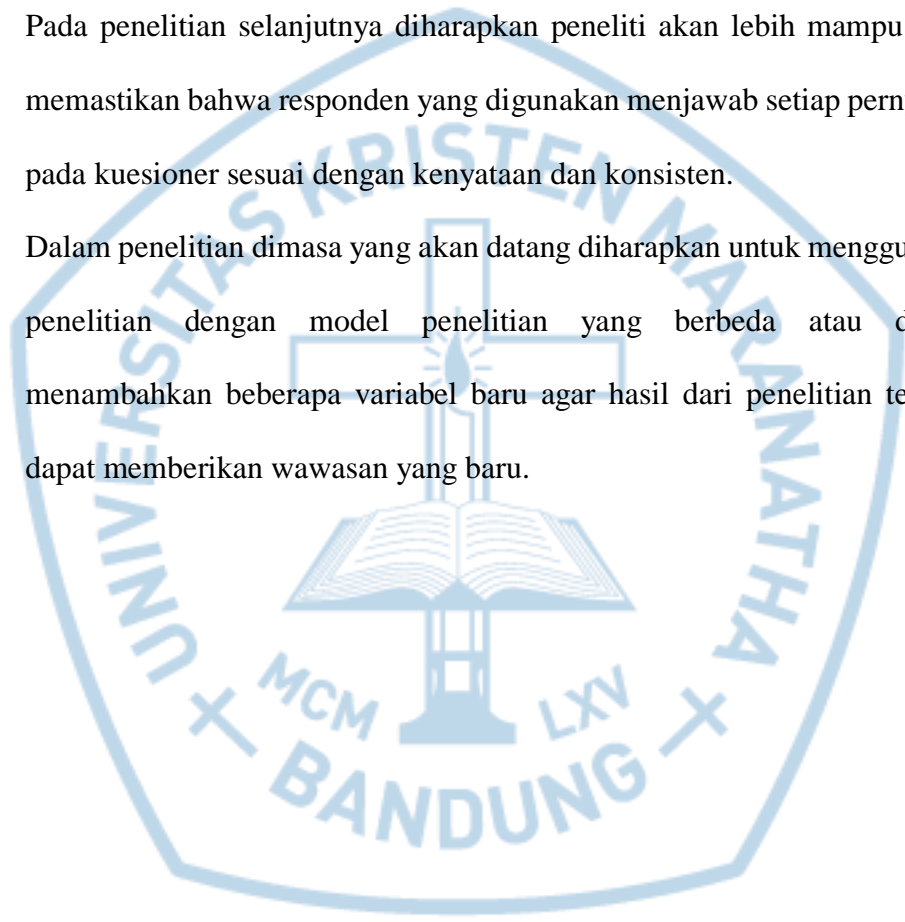 Pada penelitian selanjutnya diharapkan peneliti akan lebih mampu
memastikan bahwa responden yang digunakan menjawab setiap pern
pada kuesioner sesuai dengan kenyataan dan konsisten.
Dalam penelitian dimasa yang akan datang diharapkan untuk menggu
penelitian dengan model penelitian yang berbeda atau d
menambahkan beberapa variabel baru agar hasil dari penelitian te
dapat memberikan wawasan yang baru.
UNIVERSITAS KRISTEN MARANATHA
MCM LXV
BANDUNG